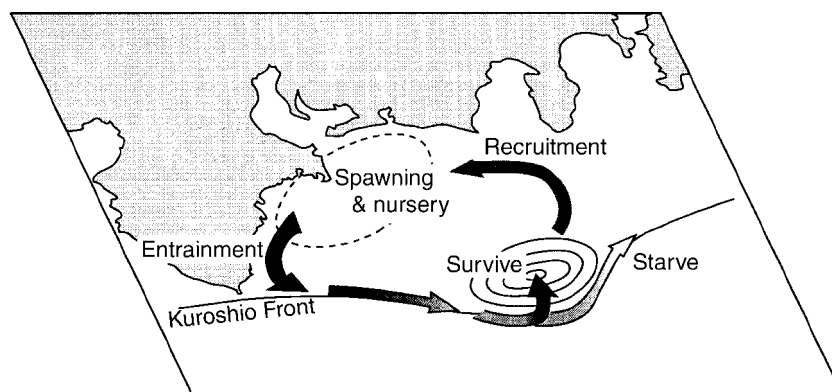 Recruitment
Spawning
& nursery
Entrainment
Survive
Starve
Kuroshio Front